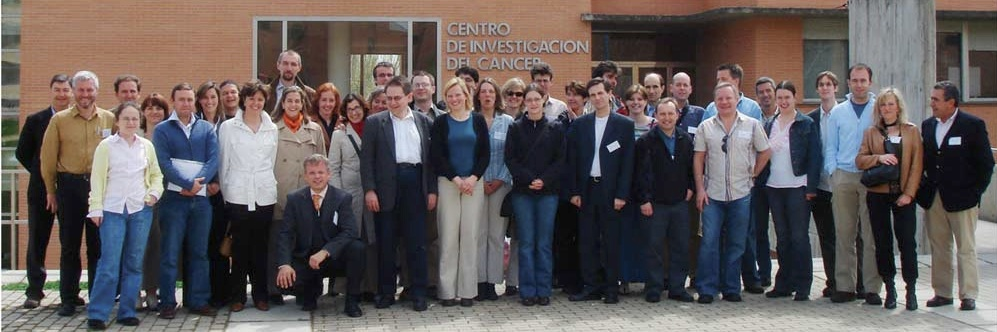 CENTRO
DE INVESTIGACION
DEL CANCER